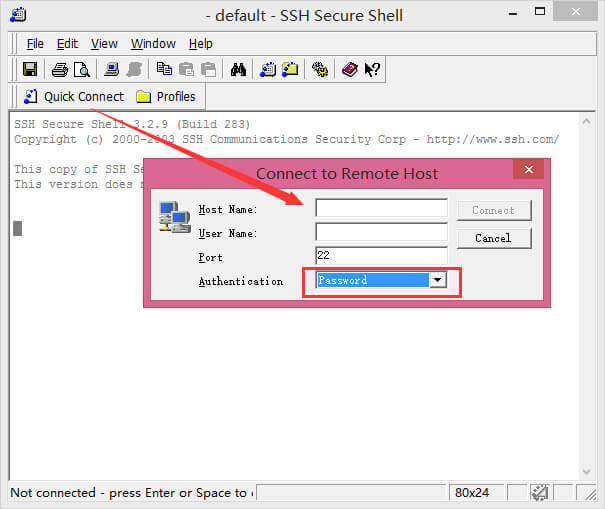 - default - SSH Secure Shell
File Edit View Window Help
Quick Connect Profiles
SSH Secure Shell 3.2.9 (Build 283)
Copyright (c) 2000-2003 SSH Communications Security Corp - http://www.ssh.com/
This copy of SSH Se
This version does
Connect to Remote Host
Host Name:
Connect
User Name:
Cancel
Port 22
Authentication Password
Not connected - press Enter or Space to
80x24